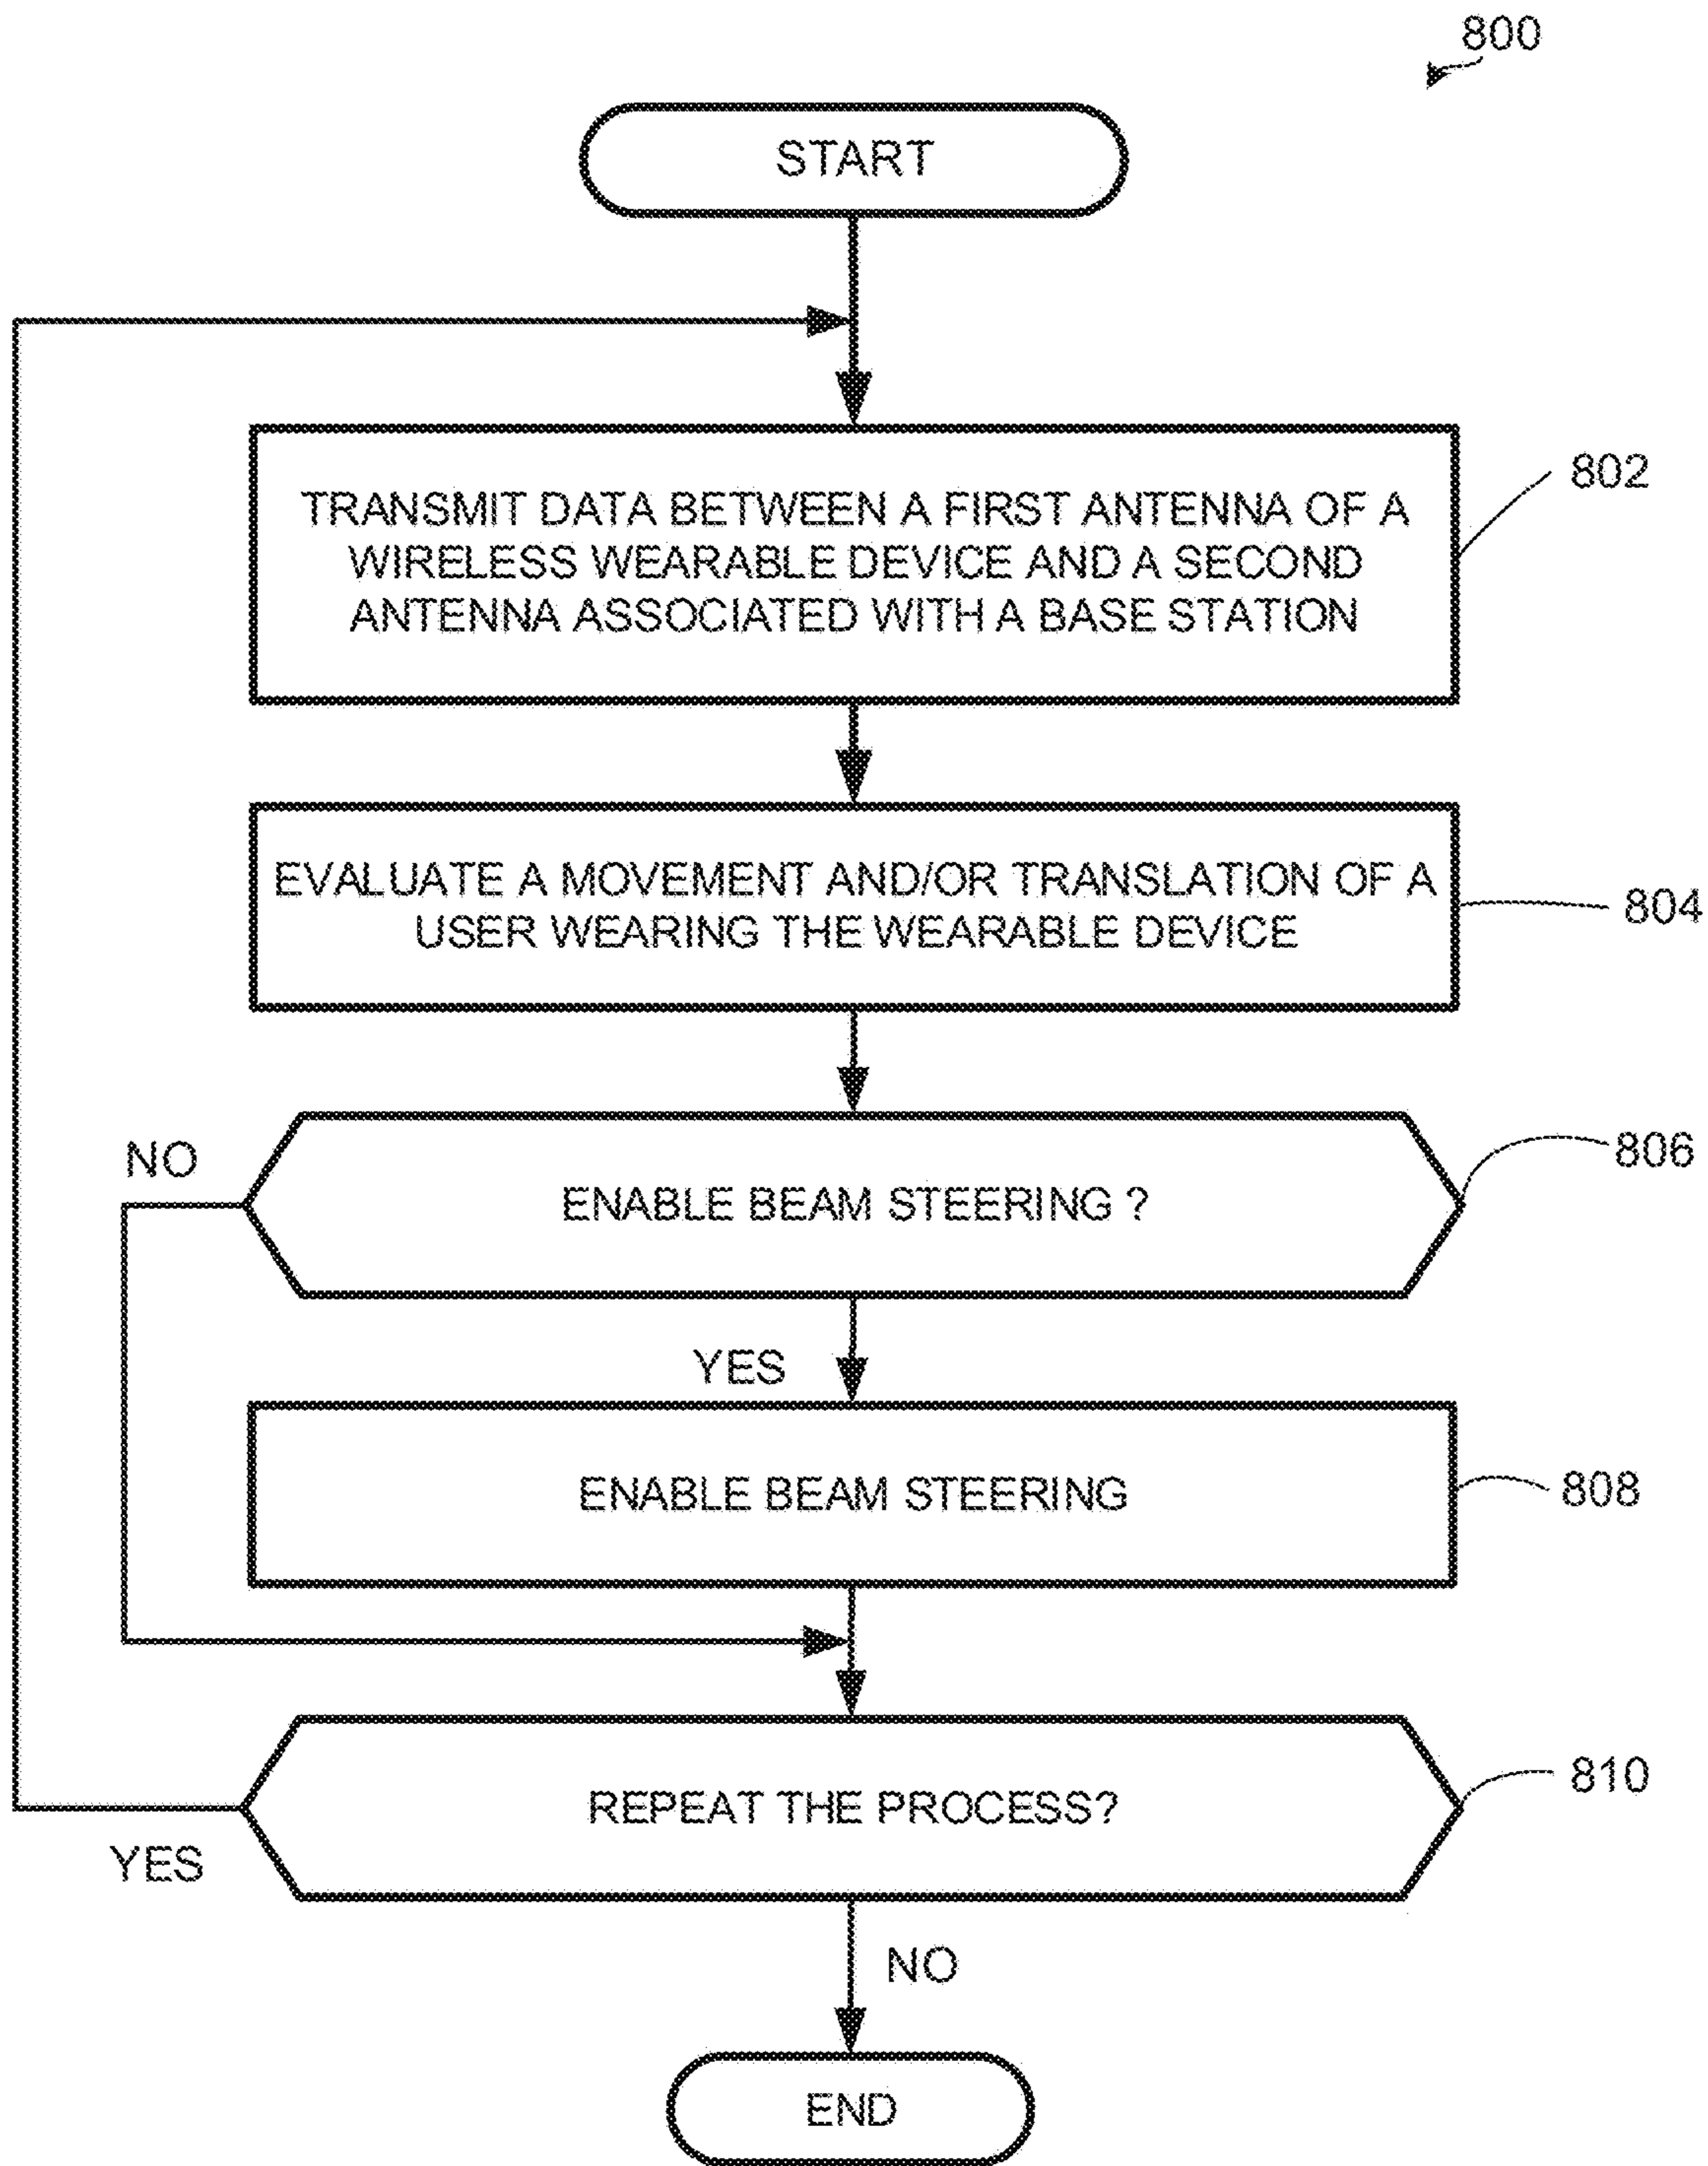 800
START
TRANSMIT DATA BETWEEN A FIRST ANTENNA OF A
WIRELESS WEARABLE DEVICE AND A SECOND
ANTENNA ASSOCIATED WITH A BASE STATION
802
EVALUATE A MOVEMENT AND/OR TRANSLATION OF A
USER WEARING THE WEARABLE DEVICE
804
NO
ENABLE BEAM STEERING ?
806
YES
ENABLE BEAM STEERING
808
REPEAT THE PROCESS?
810
YES
NO
END